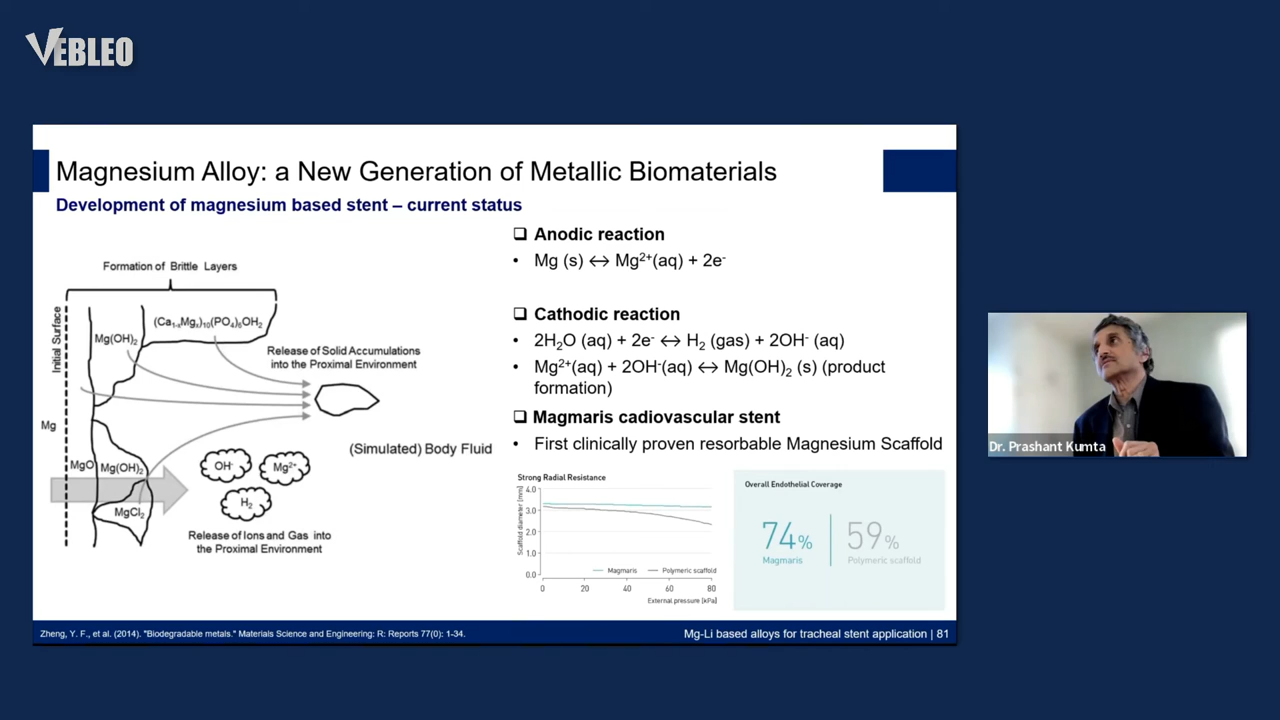 VEBLEO
Magnesium Alloy: a New Generation of Metallic Biomaterials
Development of magnesium based stent – current status
Formation of Brittle Layers
Initial Surface
Mg(OH)2
(Ca1-xMgx)10(PO4)6OH2
Release of Solid Accumulations
into the Proximal Environment
Mg
(Simulated) Body Fluid
MgO
Mg(OH)2
OH-
Mg2+
H2
MgCl2
Release of Ions and Gas into
the Proximal Environment
❑ Anodic reaction
• Mg (s) ↔ Mg2+(aq) + 2e-
❑ Cathodic reaction
• 2H2O (aq) + 2e- ↔ H2 (gas) + 2OH- (aq)
• Mg2+(aq) + 2OH-(aq) ↔ Mg(OH)2 (s) (product
formation)
❑ Magmaris cadiovascular stent
• First clinically proven resorbable Magnesium Scaffold
Strong Radial Resistance
Scaffold diameter [mm]
4.0
3.0
2.0
1.0
0.0
Magmaris
Polymeric scaffold
0 20 40 60 80
External pressure [kPa]
Overall Endothelial Coverage
74% 59%
Magmaris Polymeric scaffold
Zheng, Y. F., et al. (2014). "Biodegradable metals." Materials Science and Engineering: R: Reports 77(0): 1-34.
Mg-Li based alloys for tracheal stent application | 81
Dr. Prashant Kumta